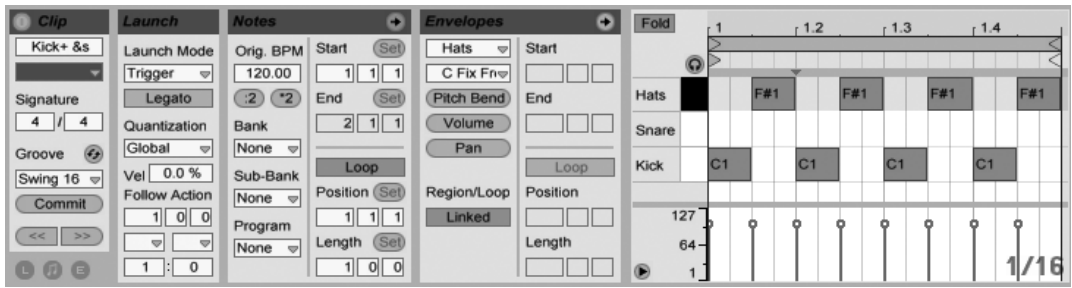 Clip
Kick+ &s
Signature
4 / 4
Groove
Swing 16
Commit
<< >>
L E
Launch
Launch Mode
Trigger
Legato
Quantization
Global
Vel 0.0 %
Follow Action
1 0 0
1 : 0
Notes
Orig. BPM
120.00
:2 *2
Bank
None
Sub-Bank
None
Program
None
Start Set
1 1 1
End Set
2 1 1
Loop
Position Set
1 1 1
Length Set
1 0 0
Envelopes
Hats
C Fix Fre
Pitch Bend
Volume
Pan
Region/Loop
Linked
Start
End
Loop
Position
Length
Fold 1 1.2 1.3 1.4
Hats F#1 F#1 F#1 F#1
Snare
Kick C1 C1 C1 C1
127
64
1 1/16